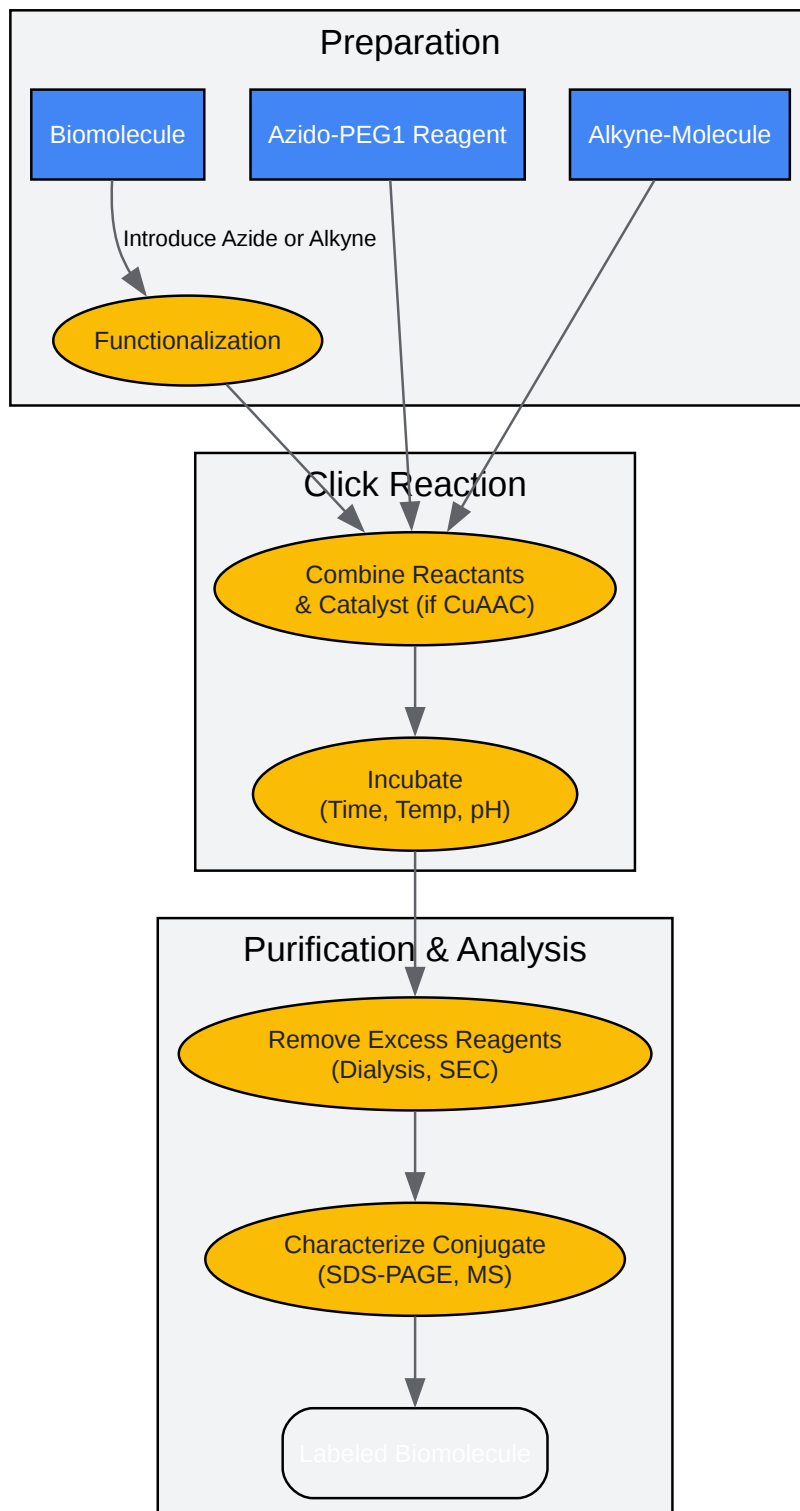 Preparation
Biomolecule
Azido-PEG1 Reagent
Alkyne-Molecule
Introduce Azide or Alkyne
Functionalization
Click Reaction
Combine Reactants
& Catalyst (if CuAAC)
Incubate
(Time, Temp, pH)
Purification & Analysis
Remove Excess Reagents
(Dialysis, SEC)
Characterize Conjugate
(SDS-PAGE, MS)
Labeled Biomolecule